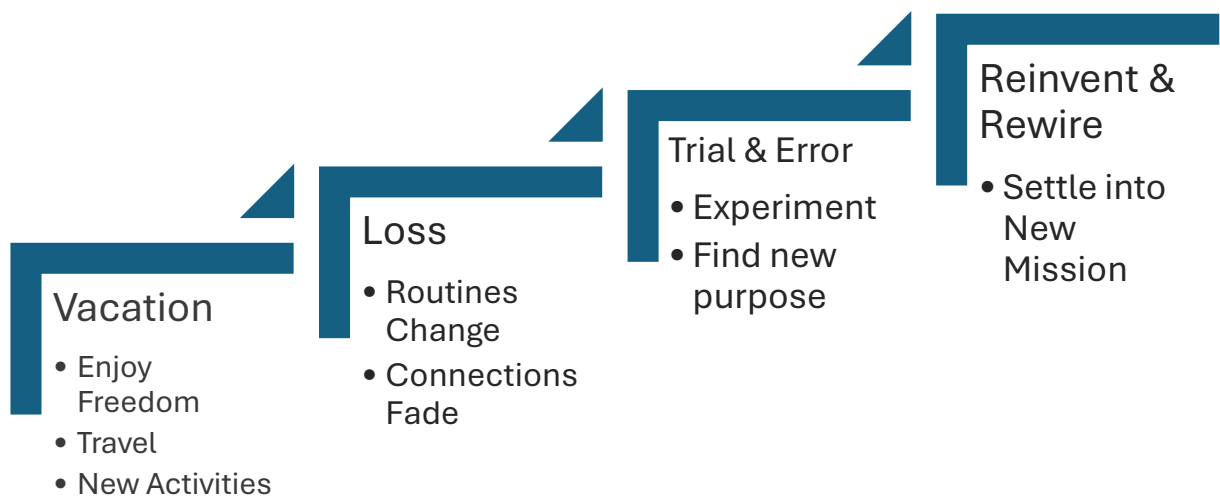 Vacation
• Enjoy
Freedom
• Travel
• New Activities
Loss
• Routines
Change
• Connections
Fade
Trial & Error
• Experiment
• Find new
purpose
Reinvent &
Rewire
• Settle into
New
Mission